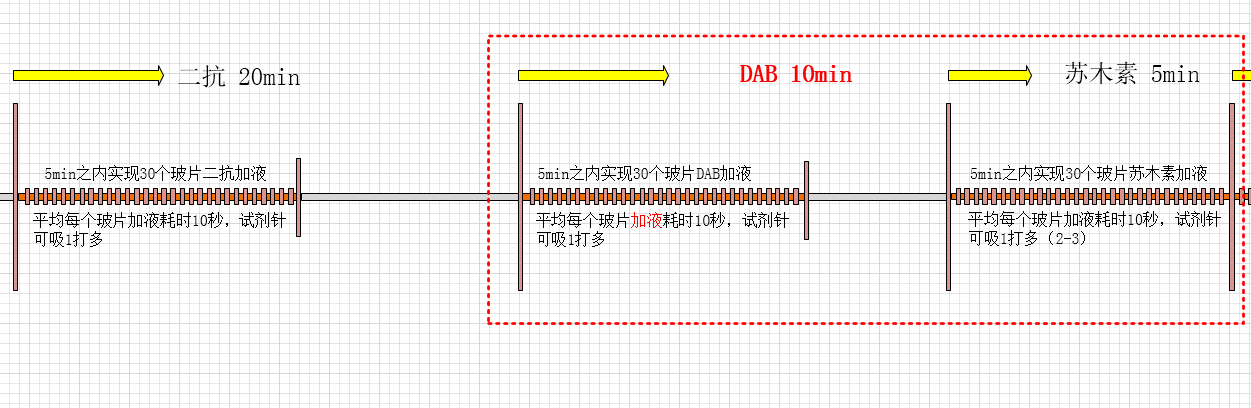 二抗 20min
DAB 10min
苏木素 5min
5min之内实现30个玻片二抗加液
5min之内实现30个玻片DAB加液
5min之内实现30个玻片苏木素加液
平均每个玻片加液耗时10秒，试剂针
可吸1打多
平均每个玻片加液耗时10秒，试剂针
可吸1打多
平均每个玻片加液耗时10秒，试剂针
可吸1打多（2-3）